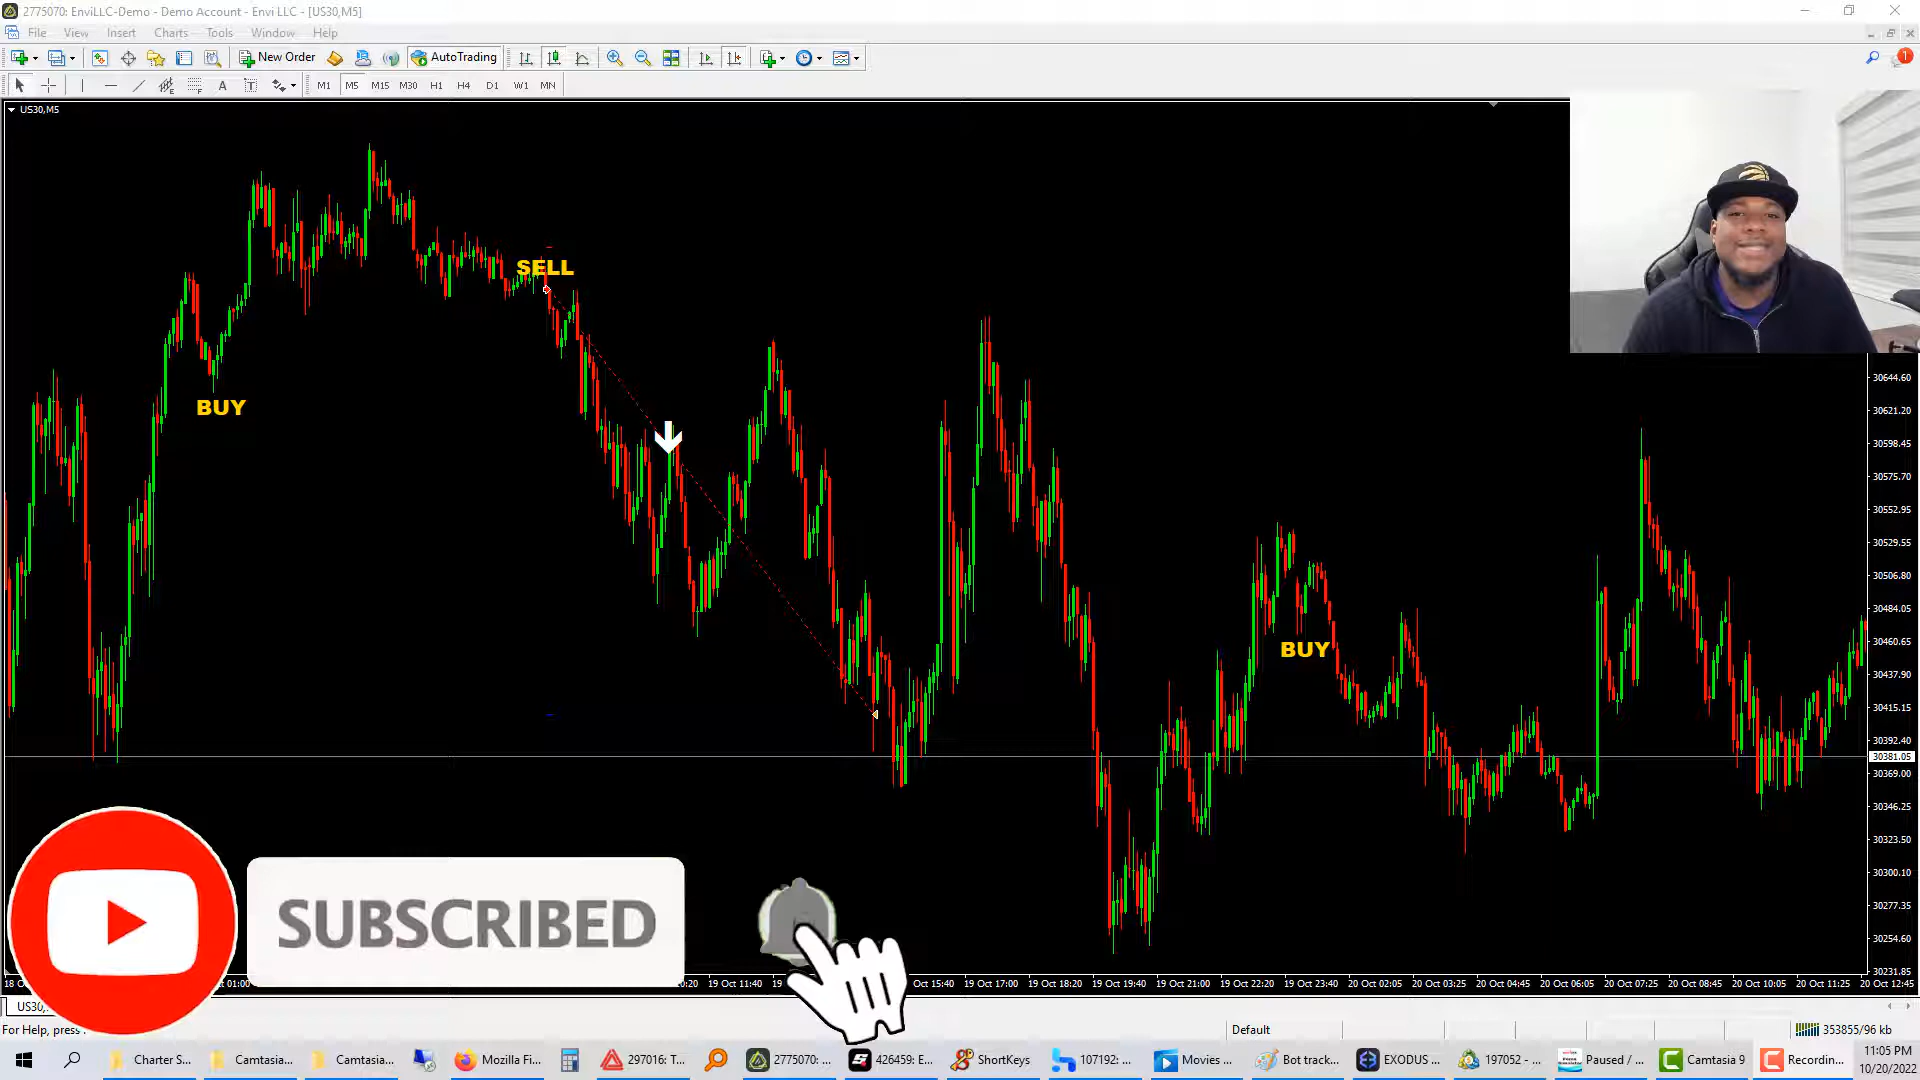 2775070: EnviLLC-Demo - Demo Account - Envi LLC - [US30,M5]
File View Insert Charts Tools Window Help
New Order AutoTrading 1
A T M1 M5 M15 M30 H1 H4 D1 W1 MN
US30,M5
SELL
BUY
BUY
30644.60
30621.20
30598.45
30575.70
30552.95
30529.55
30506.80
30484.05
30460.65
30437.90
30415.15
30392.40
30381.05
30369.00
30346.25
30323.50
30300.10
30277.35
30254.60
30231.85
SUBSCRIBED
18 O 01:00 10:20 19 Oct 11:40 19 Oct 15:40 19 Oct 17:00 19 Oct 18:20 19 Oct 19:40 19 Oct 21:00 19 Oct 22:20 19 Oct 23:40 20 Oct 02:05 20 Oct 03:25 20 Oct 04:45 20 Oct 06:05 20 Oct 07:25 20 Oct 08:45 20 Oct 10:05 20 Oct 11:25 20 Oct 12:45
US30,M
For Help, press Default 353855/96 kb
Charter S... Camtasia... Camtasia... Mozilla Fi... 297016: T... 2775070: ... 426459: E... ShortKeys 107192: ... Movies ... Bot track... EXODUS ... 197052 - ... Paused / ... Camtasia 9 Recordin... 11:05 PM
10/20/2022